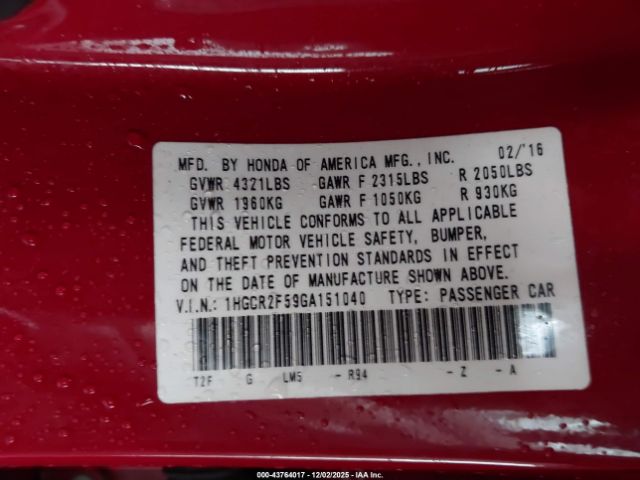 MFD. BY HONDA OF AMERICA MFG., INC. 02/'16
GVWR 4321LBS GAWR F 2315LBS R 2050LBS
GVWR 1960KG GAWR F 1050KG R 930KG
THIS VEHICLE CONFORMS TO ALL APPLICABLE
FEDERAL MOTOR VEHICLE SAFETY, BUMPER,
AND THEFT PREVENTION STANDARDS IN EFFECT
ON THE DATE OF MANUFACTURE SHOWN ABOVE.
V.I.N.: 1HGCR2F59GA151040 TYPE: PASSENGER CAR
T2F G LM5 - R94 - Z - A
000-43764017 - 12/02/2025 - IAA Inc.